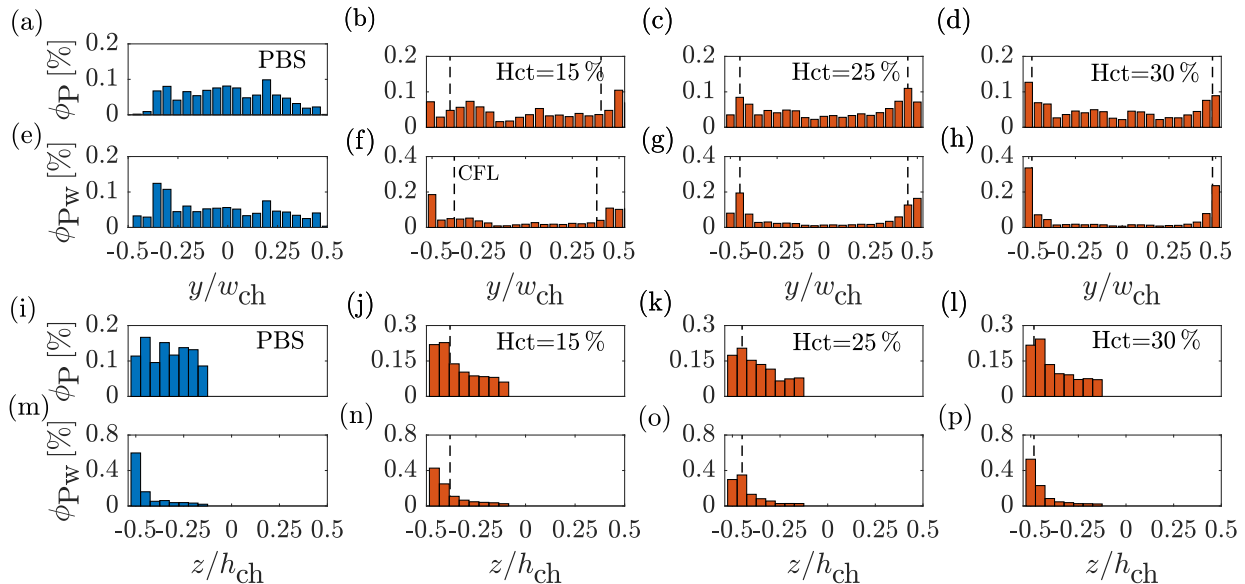 (a) (b) (c) (d)
0.2 0.2 0.2 0.2
PBS Hct=15 % Hct=25 % Hct=30 %
ϕP [%]
0.1 0.1 0.1 0.1
0 0 0 0
(e) (f) (g) (h)
0.2 0.4 0.4 0.4
CFL
ϕPw [%]
0.1 0.2 0.2 0.2
0 0 0 0
-0.5 -0.25 0 0.25 0.5 -0.5 -0.25 0 0.25 0.5 -0.5 -0.25 0 0.25 0.5 -0.5 -0.25 0 0.25 0.5
y/wch y/wch y/wch y/wch
(i) (j) (k) (l)
0.2 0.3 0.3 0.3
PBS Hct=15 % Hct=25 % Hct=30 %
ϕP [%]
0.1 0.15 0.15 0.15
0 0 0 0
(m) (n) (o) (p)
0.8 0.8 0.8 0.8
ϕPw [%]
0.4 0.4 0.4 0.4
0 0 0 0
-0.5 -0.25 0 0.25 0.5 -0.5 -0.25 0 0.25 0.5 -0.5 -0.25 0 0.25 0.5 -0.5 -0.25 0 0.25 0.5
z/hch z/hch z/hch z/hch